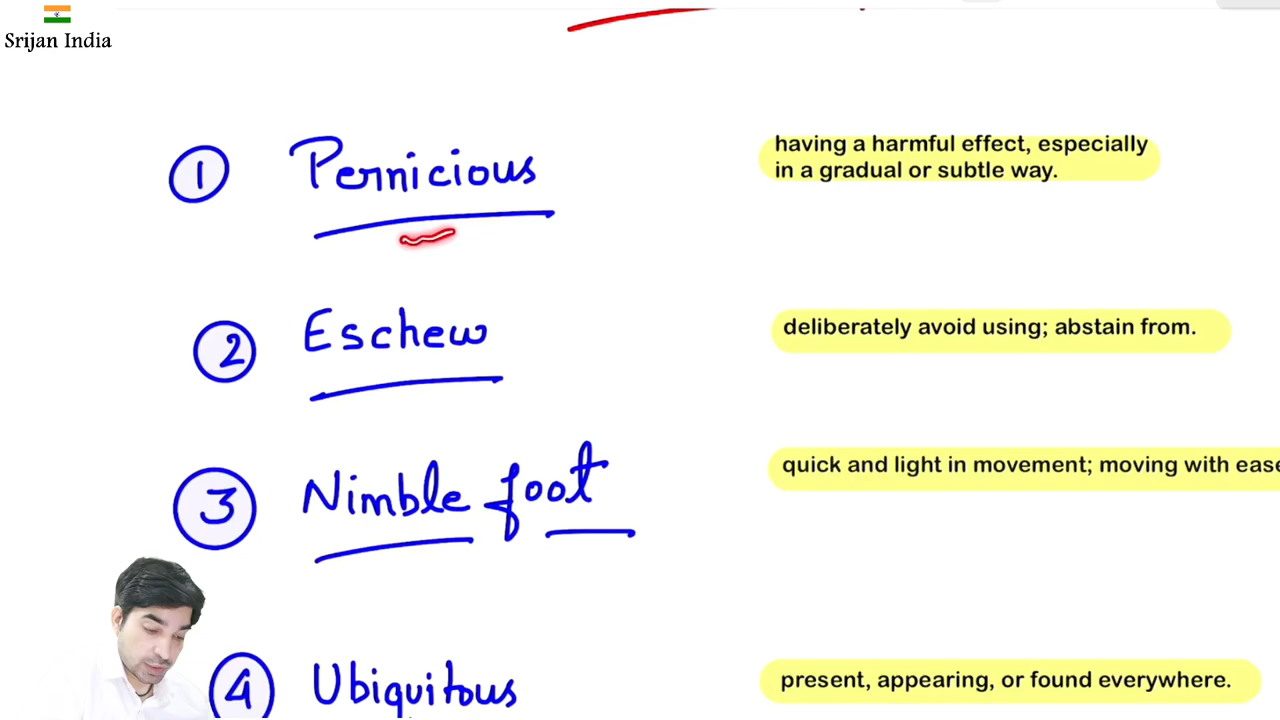 Srijan India
1 Pernicious
having a harmful effect, especially
in a gradual or subtle way.
2 Eschew
deliberately avoid using; abstain from.
3 Nimble foot
quick and light in movement; moving with ease
4 Ubiquitous
present, appearing, or found everywhere.